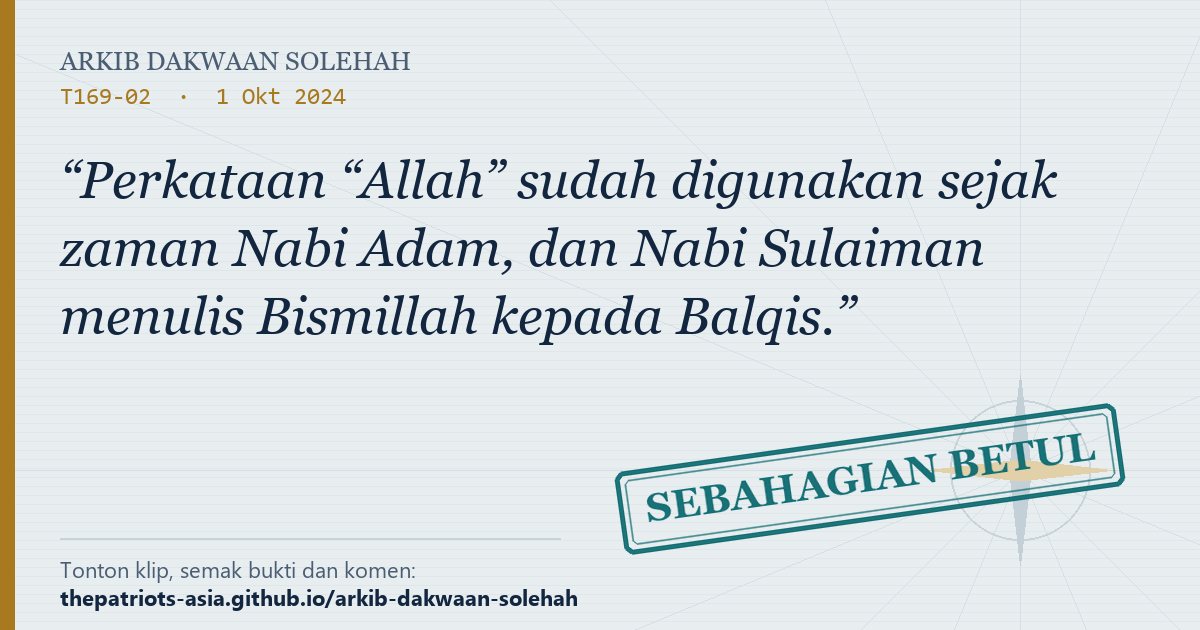 ARKIB DAKWAAN SOLEHAH
T169-02 · 1 Okt 2024
“Perkataan “Allah” sudah digunakan sejak
zaman Nabi Adam, dan Nabi Sulaiman
menulis Bismillah kepada Balqis.”
SEBAHAGIAN BETUL
Tonton klip, semak bukti dan komen:
thepatriots-asia.github.io/arkib-dakwaan-solehah